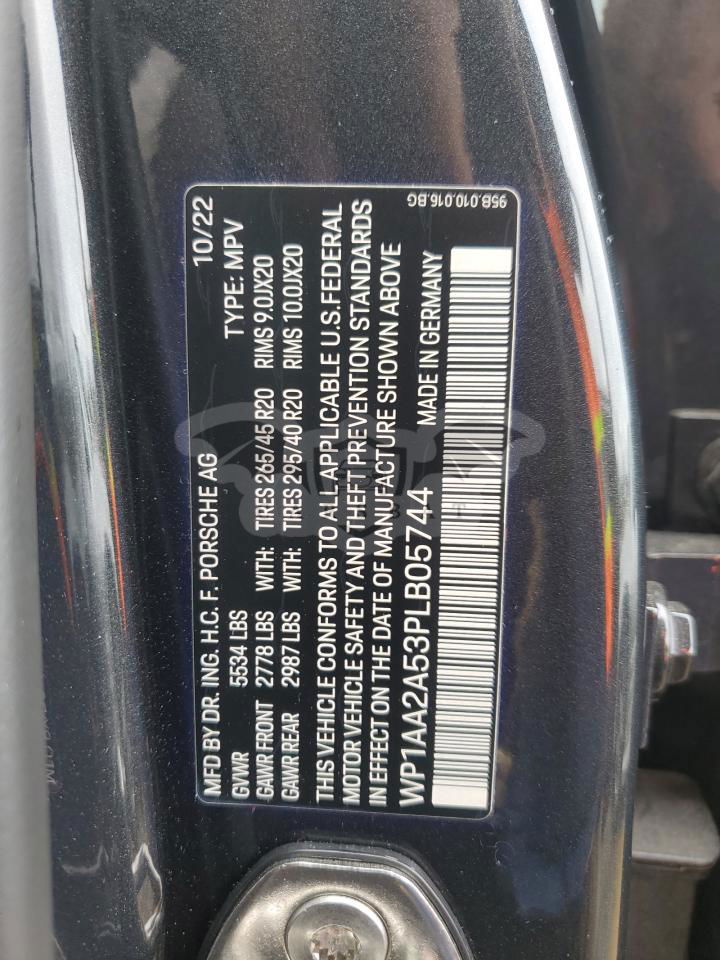 MFD BY DR. ING. H.C. F. PORSCHE AG 10/22
GVWR 5534 LBS TYPE: MPV
GAWR FRONT 2778 LBS WITH: TIRES 265/45 R20 RIMS 9.0JX20
GAWR REAR 2987 LBS WITH: TIRES 295/40 R20 RIMS 10.0JX20
THIS VEHICLE CONFORMS TO ALL APPLICABLE U.S. FEDERAL
MOTOR VEHICLE SAFETY AND THEFT PREVENTION STANDARDS
IN EFFECT ON THE DATE OF MANUFACTURE SHOWN ABOVE
WP1AA2A53PLB05744 MADE IN GERMANY
95B.010.016.BG